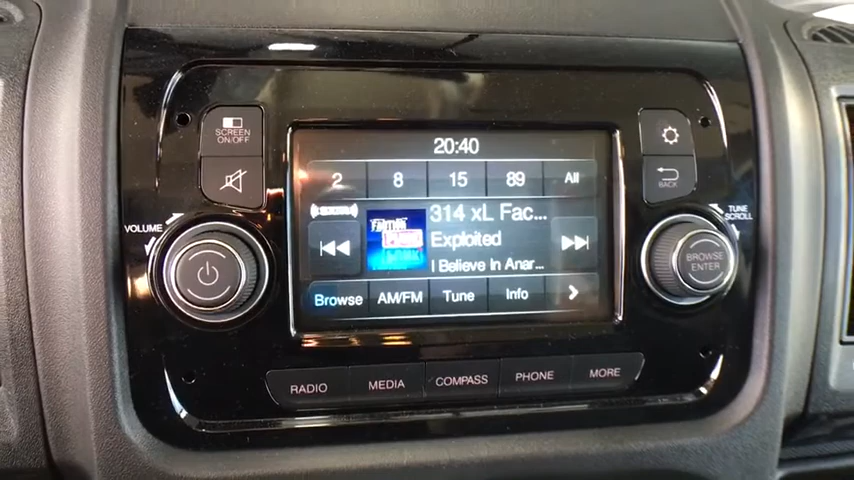 SCREEN
ON/OFF
20:40
2 8 15 89 All
BACK
VOLUME
TUNE
SCROLL
314 xL Fac...
Exploited
I Believe In Anar...
BROWSE
ENTER
Browse AM/FM Tune Info
RADIO MEDIA COMPASS PHONE MORE